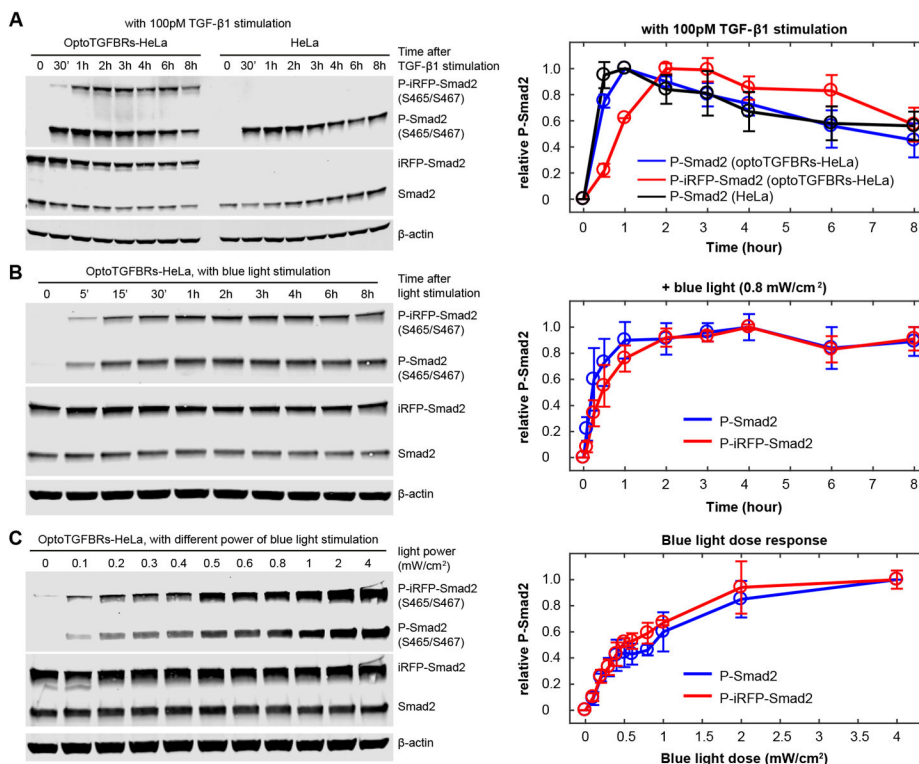 A
with 100pM TGF-β1 stimulation
OptoTGFBRs-HeLa
HeLa
0 30' 1h 2h 3h 4h 6h 8h
0 30' 1h 2h 3h 4h 6h 8h
Time after
TGF-β1 stimulation
P-iRFP-Smad2
(S465/S467)
P-Smad2
(S465/S467)
iRFP-Smad2
Smad2
β-actin
with 100pM TGF-β1 stimulation
relative P-Smad2
1.0
0.8
0.6
0.4
0.2
0
P-Smad2 (optoTGFBRs-HeLa)
P-iRFP-Smad2 (optoTGFBRs-HeLa)
P-Smad2 (HeLa)
0 1 2 3 4 5 6 7 8
Time (hour)
B
OptoTGFBRs-HeLa, with blue light stimulation
0 5' 15' 30' 1h 2h 3h 4h 6h 8h
Time after
light stimulation
P-iRFP-Smad2
(S465/S467)
P-Smad2
(S465/S467)
iRFP-Smad2
Smad2
β-actin
+ blue light (0.8 mW/cm²)
relative P-Smad2
1.0
0.8
0.6
0.4
0.2
0
P-Smad2
P-iRFP-Smad2
0 1 2 3 4 5 6 7 8
Time (hour)
C
OptoTGFBRs-HeLa, with different power of blue light stimulation
0 0.1 0.2 0.3 0.4 0.5 0.6 0.8 1 2 4
light power
(mW/cm²)
P-iRFP-Smad2
(S465/S467)
P-Smad2
(S465/S467)
iRFP-Smad2
Smad2
β-actin
Blue light dose response
relative P-Smad2
1.0
0.8
0.6
0.4
0.2
0
P-Smad2
P-iRFP-Smad2
0 0.5 1 1.5 2 2.5 3 3.5 4
Blue light dose (mW/cm²)